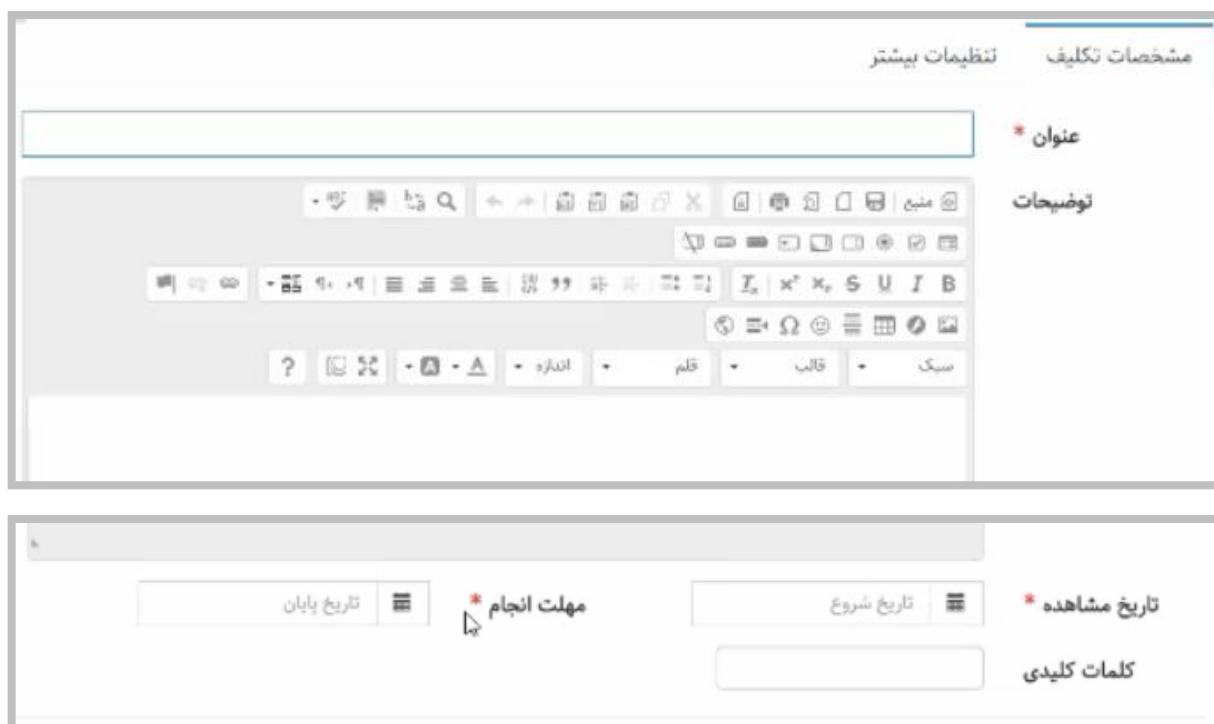 مشخصات تکلیف تنظیمات بیشتر
عنوان *
توضیحات
منبع
B I U S
سبک قالب قلم اندازه A A ?
تاریخ مشاهده * تاریخ شروع مهلت انجام * تاریخ پایان
کلمات کلیدی